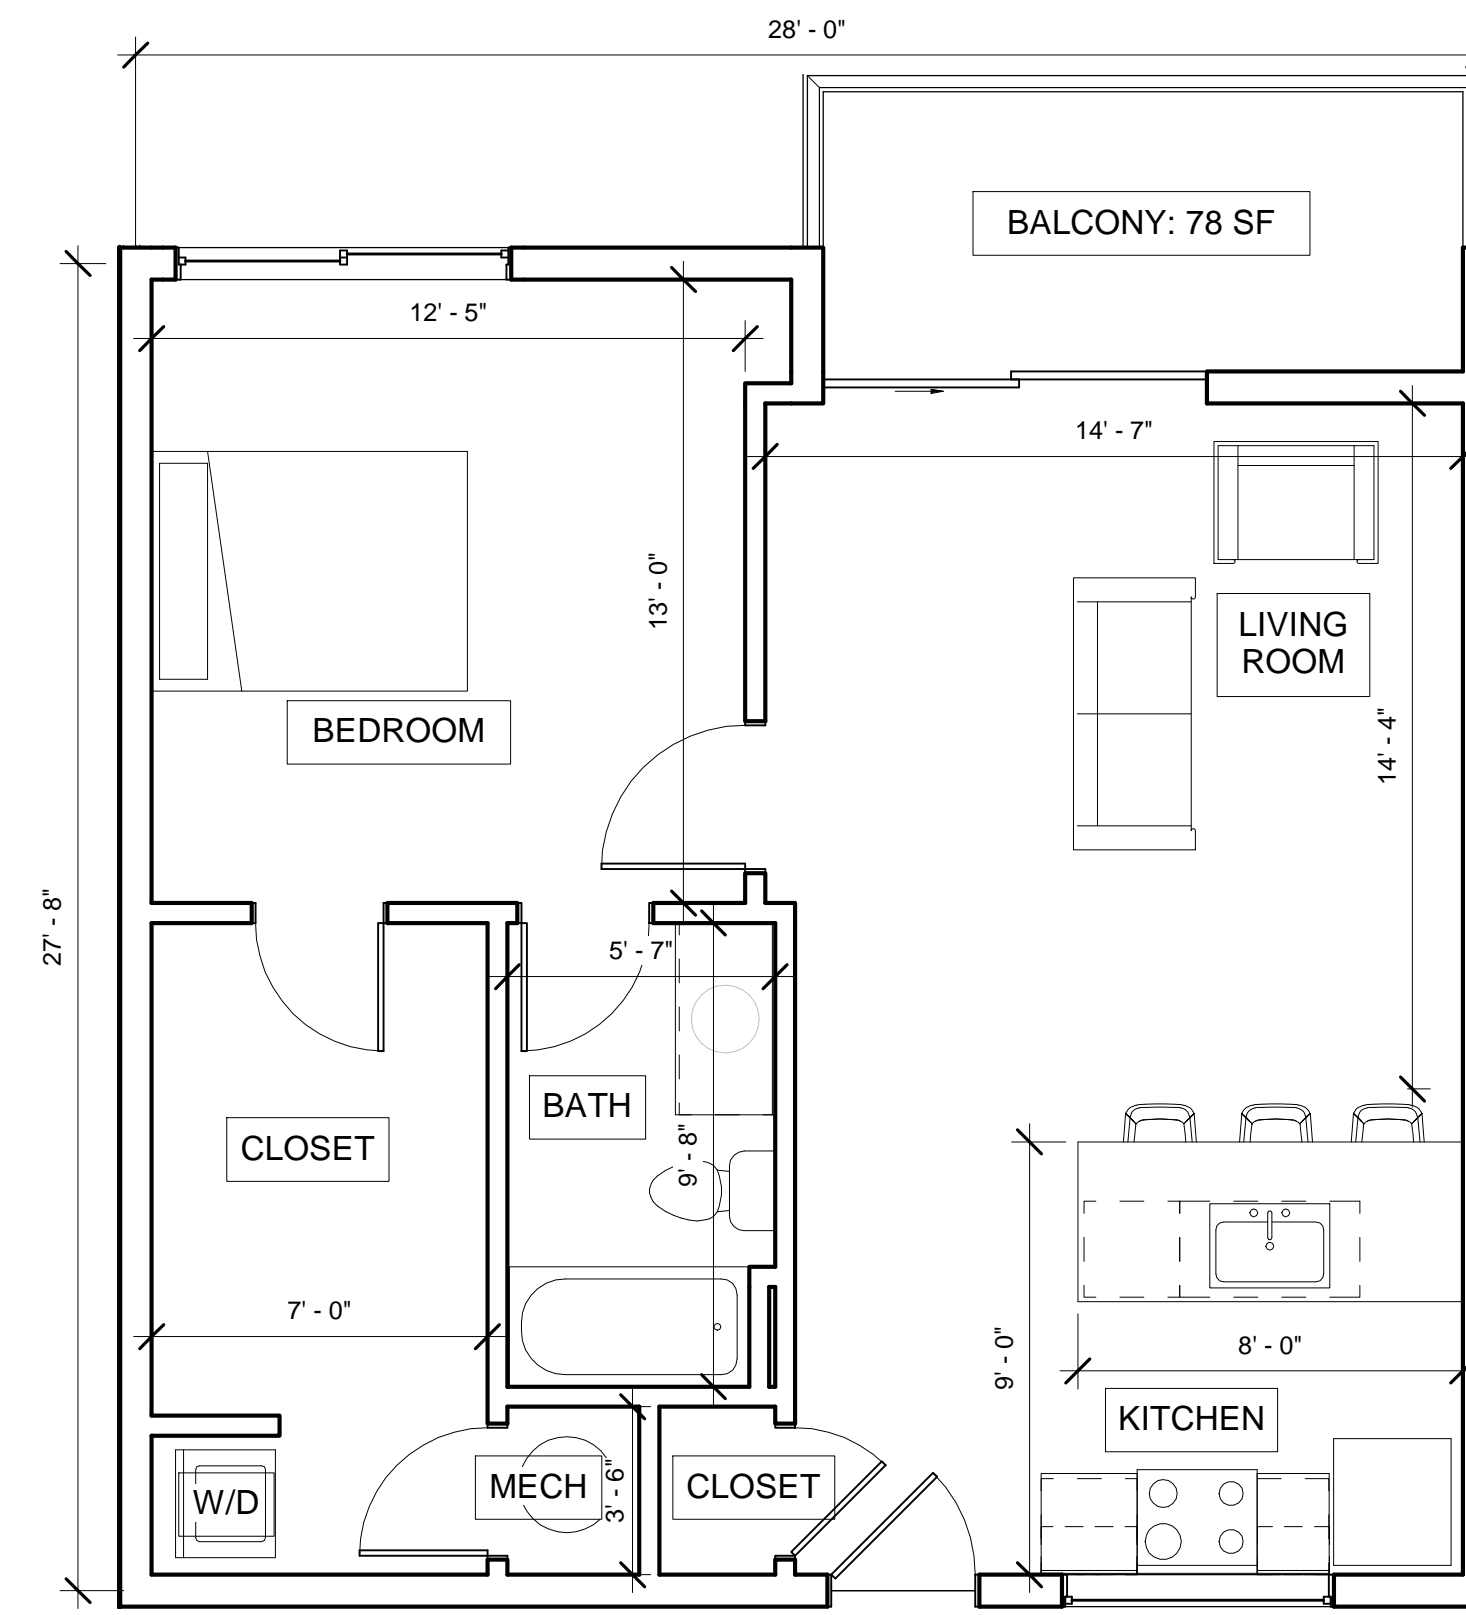 28' - 0"
BALCONY: 78 SF
12' - 5"
14' - 7"
13' - 0"
LIVING
ROOM
BEDROOM
14' - 4"
27' - 8"
5' - 7"
BATH
CLOSET
9' - 8"
7' - 0"
9' - 0"
8' - 0"
KITCHEN
W/D
MECH
3' - 6"
CLOSET